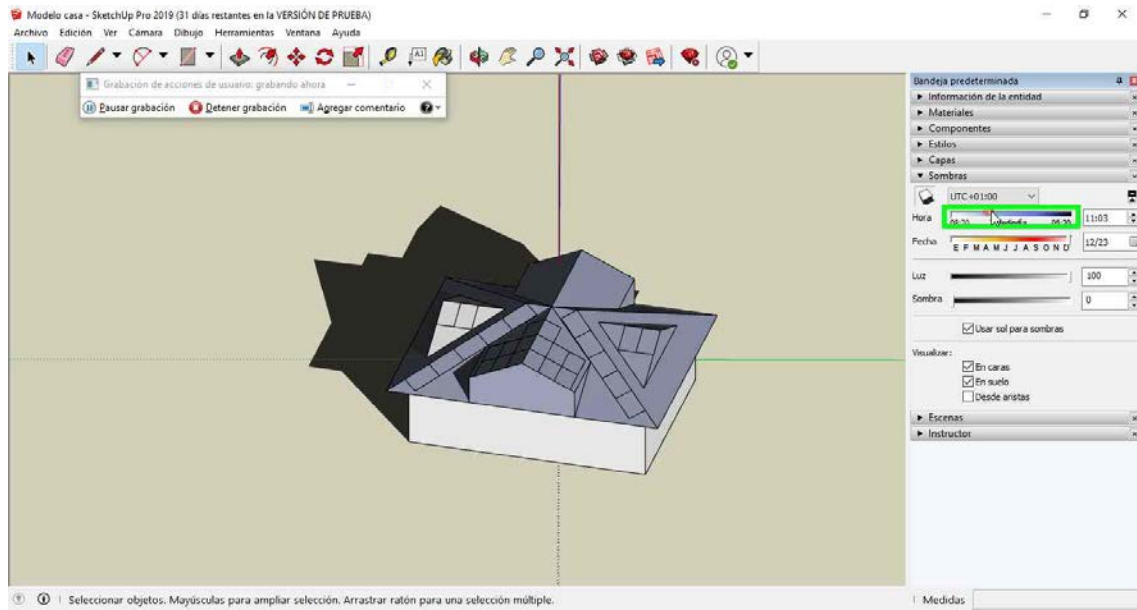 Modelo casa - SketchUp Pro 2019 (31 días restantes en la VERSIÓN DE PRUEBA)
Archivo Edición Ver Cámara Dibujo Herramientas Ventana Ayuda
Grabación de acciones de usuario: grabando ahora
Pausar grabación Detener grabación Agregar comentario
Bandeja predeterminada
Información de la entidad
Materiales
Componentes
Estilos
Capas
Sombras
UTC+01:00
Hora 11:03
Fecha E F M A M J J A S O N D 12/23
Luz 100
Sombra 0
Usar sol para sombras
Visualizar:
En caras
En suelo
Desde aristas
Escenas
Instructor
Seleccionar objetos. Mayúsculas para ampliar selección. Arrastrar ratón para una selección múltiple.
Medidas